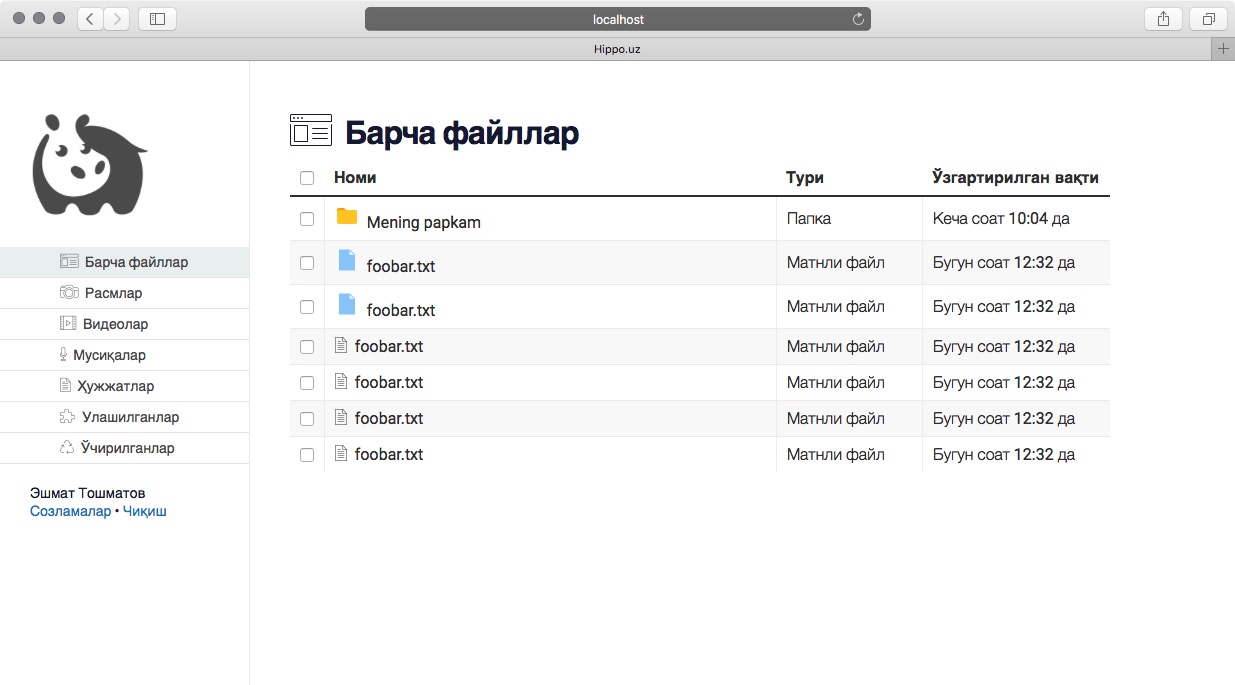 localhost
Hippo.uz
Барча файллар
Расмлар
Видеолар
Мусиқалар
Ҳужжатлар
Улашилганлар
Ўчирилганлар
Эшмат Тошматов
Созламалар • Чиқиш
Барча файллар
Номи Тури Ўзгартирилган вақти
Mening papkam Папка Кеча соат 10:04 да
foobar.txt Матнли файл Бугун соат 12:32 да
foobar.txt Матнли файл Бугун соат 12:32 да
foobar.txt Матнли файл Бугун соат 12:32 да
foobar.txt Матнли файл Бугун соат 12:32 да
foobar.txt Матнли файл Бугун соат 12:32 да
foobar.txt Матнли файл Бугун соат 12:32 да